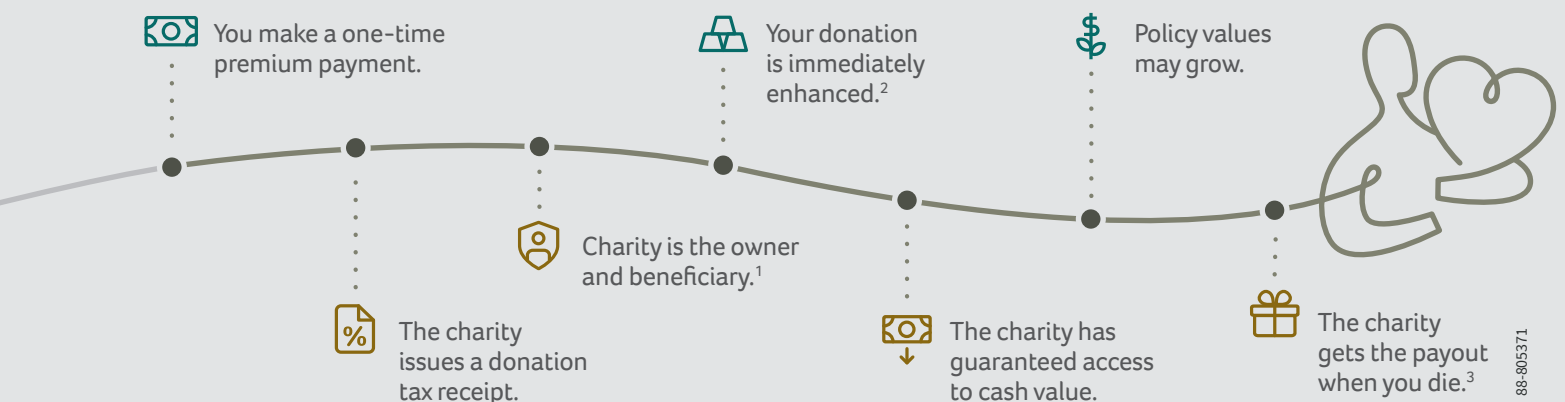 You make a one-time
premium payment.
The charity
issues a donation
tax receipt.
Charity is the owner
and beneficiary.¹
Your donation
is immediately
enhanced.²
The charity has
guaranteed access
to cash value.
Policy values
may grow.
The charity
gets the payout
when you die.³
88-805371